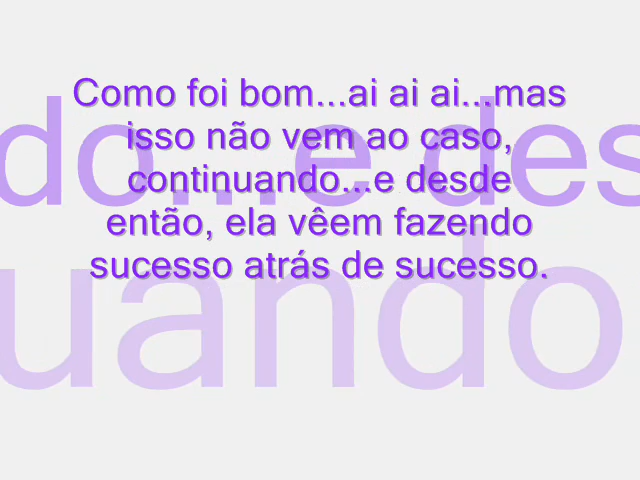 Como foi bom...ai ai ai...mas
isso não vem ao caso,
continuando...e desde
então, ela vêem fazendo
sucesso atrás de sucesso.
do...e des
uando